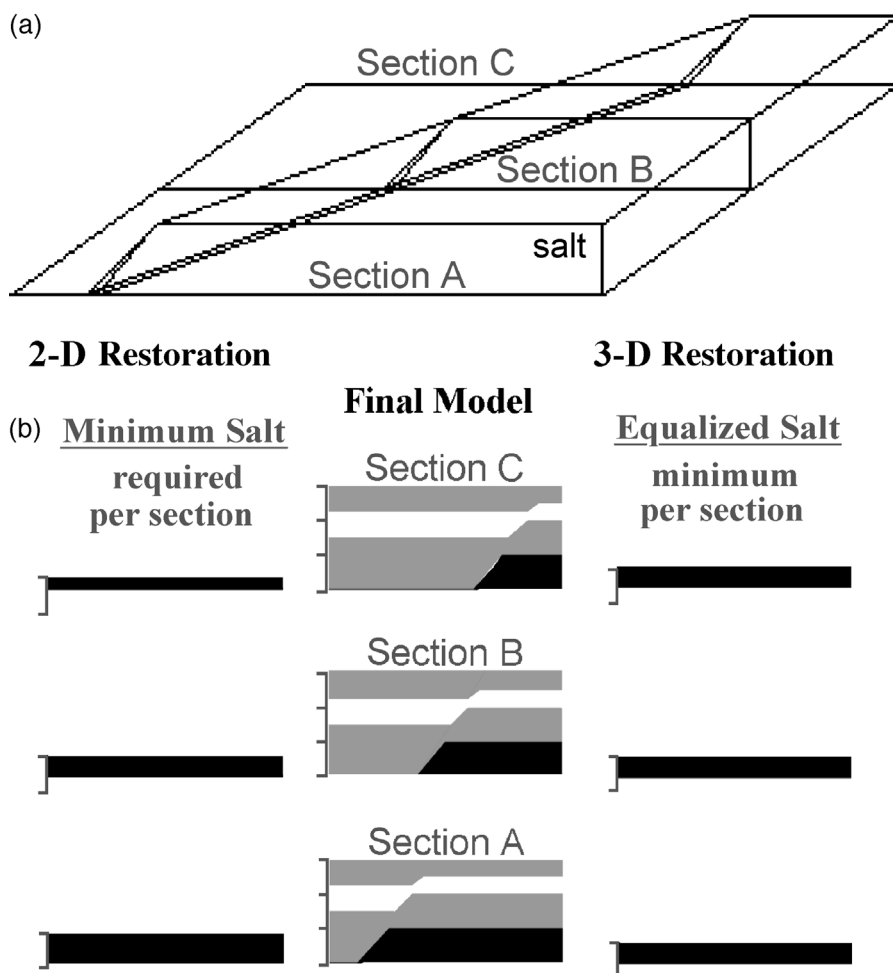 (a)
Section C
Section B
salt
Section A
2-D Restoration
3-D Restoration
Final Model
(b)
Minimum Salt
required
per section
Section C
Equalized Salt
minimum
per section
Section B
Section A